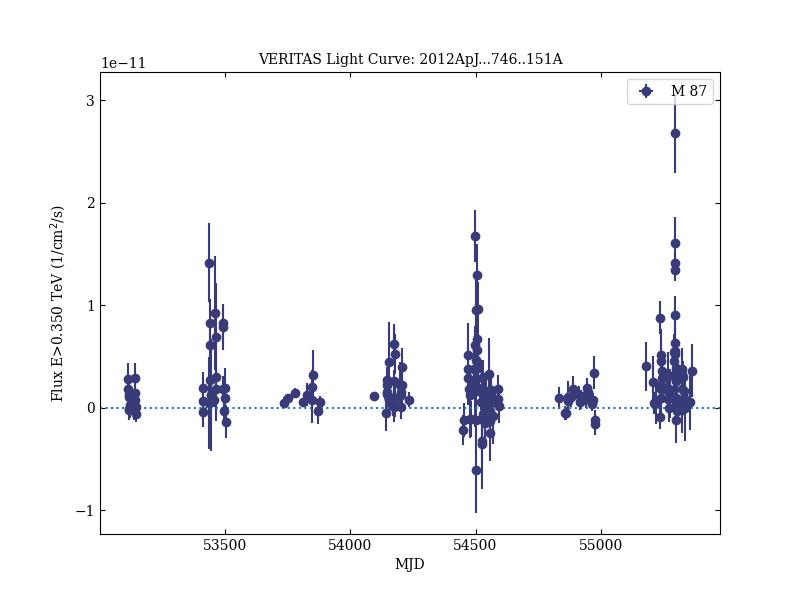 VERITAS Light Curve: 2012ApJ...746..151A
1e−11
M 87
3
2
1
0
−1
Flux E>0.350 TeV (1/cm²/s)
53500 54000 54500 55000
MJD